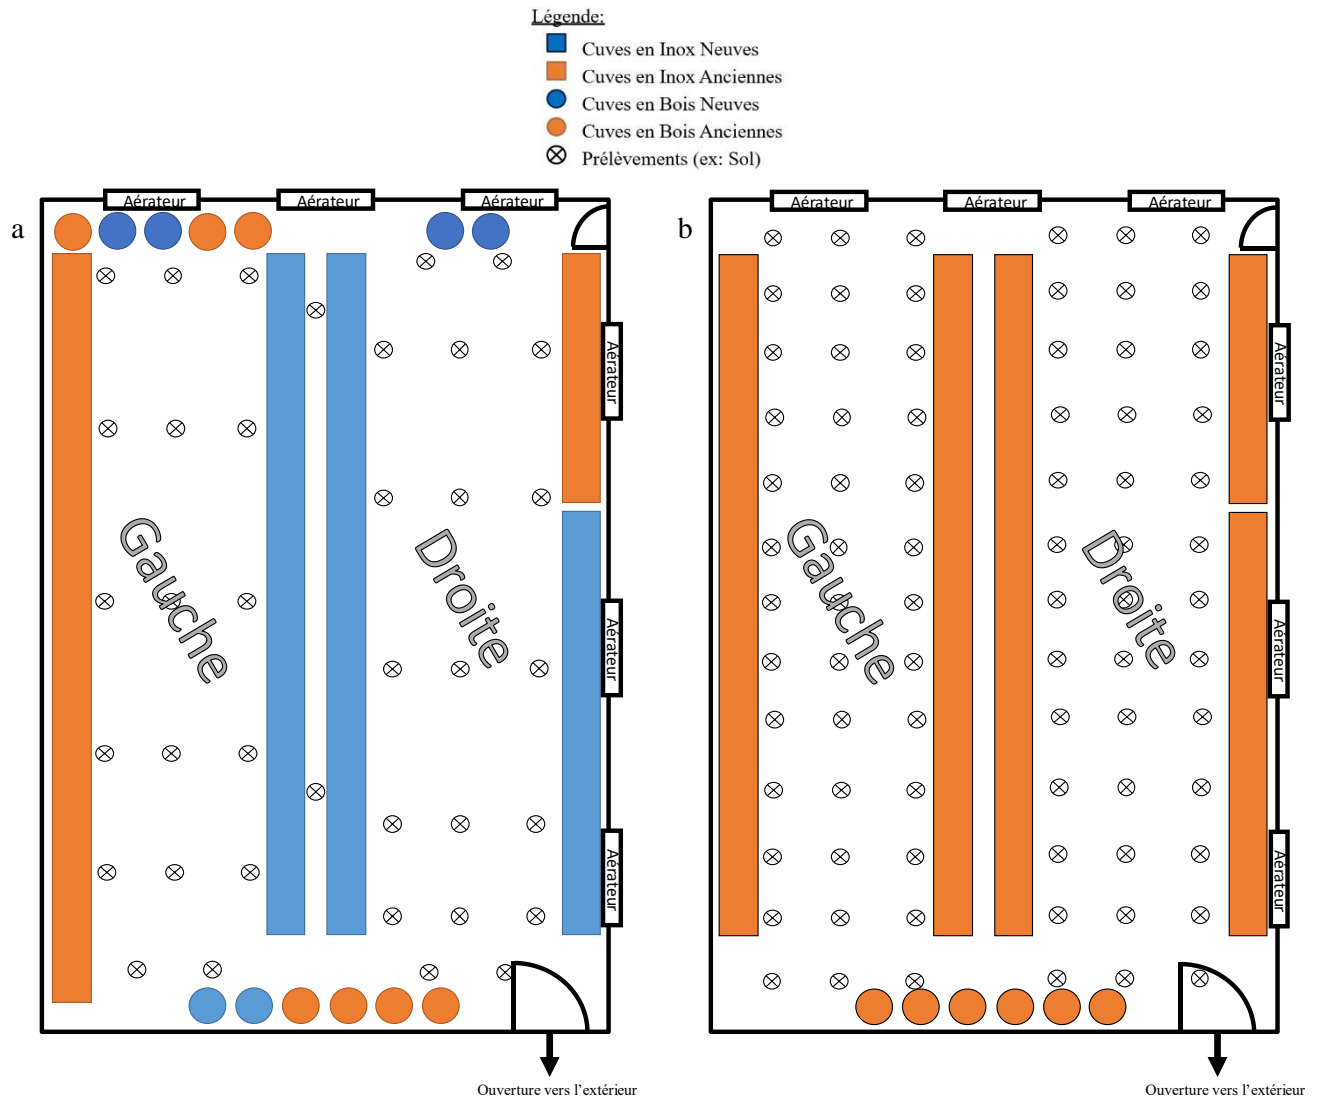 Légende:
Cuves en Inox Neuves
Cuves en Inox Anciennes
Cuves en Bois Neuves
Cuves en Bois Anciennes
Prélèvements (ex: Sol)
a
Aérateur
Aérateur
Aérateur
Aérateur
Aérateur
Aérateur
Gauche
Droite
Ouverture vers l'extérieur
b
Aérateur
Aérateur
Aérateur
Aérateur
Aérateur
Aérateur
Gauche
Droite
Ouverture vers l'extérieur